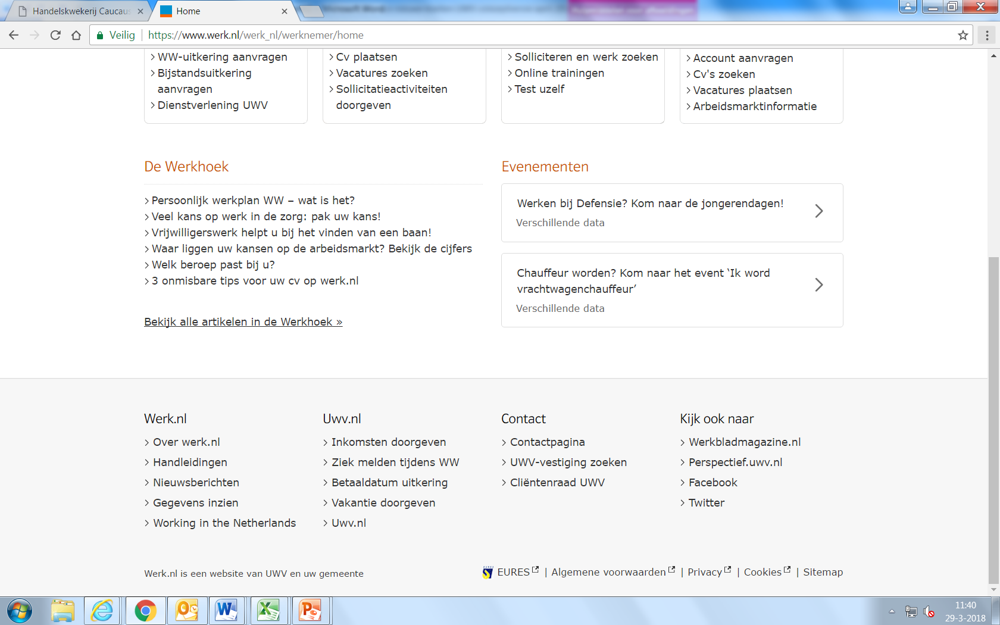 Handelskwekerij Caucaus
Home
Veilig
https://www.werk.nl/werk_nl/werknemer/home
WW-uitkering aanvragen
Bijstandsuitkering
aanvragen
Dienstverlening UWV
Cv plaatsen
Vacatures zoeken
Sollicitatieactiviteiten
doorgeven
Solliciteren en werk zoeken
Online trainingen
Test uzelf
Account aanvragen
Cv's zoeken
Vacatures plaatsen
Arbeidsmarktinformatie
De Werkhoek
Persoonlijk werkplan WW – wat is het?
Veel kans op werk in de zorg: pak uw kans!
Vrijwilligerswerk helpt u bij het vinden van een baan!
Waar liggen uw kansen op de arbeidsmarkt? Bekijk de cijfers
Welk beroep past bij u?
3 onmisbare tips voor uw cv op werk.nl
Bekijk alle artikelen in de Werkhoek »
Evenementen
Werken bij Defensie? Kom naar de jongerendagen!
Verschillende data
Chauffeur worden? Kom naar het event ‘Ik word
vrachtwagenchauffeur’
Verschillende data
Werk.nl
Over werk.nl
Handleidingen
Nieuwsberichten
Gegevens inzien
Working in the Netherlands
Uwv.nl
Inkomsten doorgeven
Ziek melden tijdens WW
Betaaldatum uitkering
Vakantie doorgeven
Uwv.nl
Contact
Contactpagina
UWV-vestiging zoeken
Cliëntenraad UWV
Kijk ook naar
Werkbladmagazine.nl
Perspectief.uwv.nl
Facebook
Twitter
Werk.nl is een website van UWV en uw gemeente
EURES | Algemene voorwaarden | Privacy | Cookies | Sitemap
11:40
29-3-2018